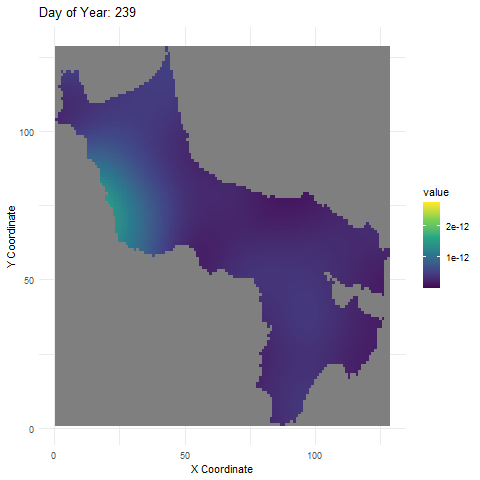 Day of Year: 239
Y Coordinate
100
50
0
0
50
100
X Coordinate
value
2e-12
1e-12